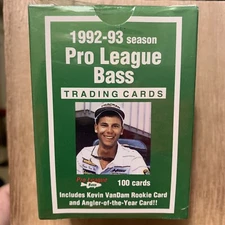 1992-93 season
Pro League
Bass
TRADING CARDS
100 cards
Includes Kevin VanDam Rookie Card
and Angler-of-the-Year Card!!